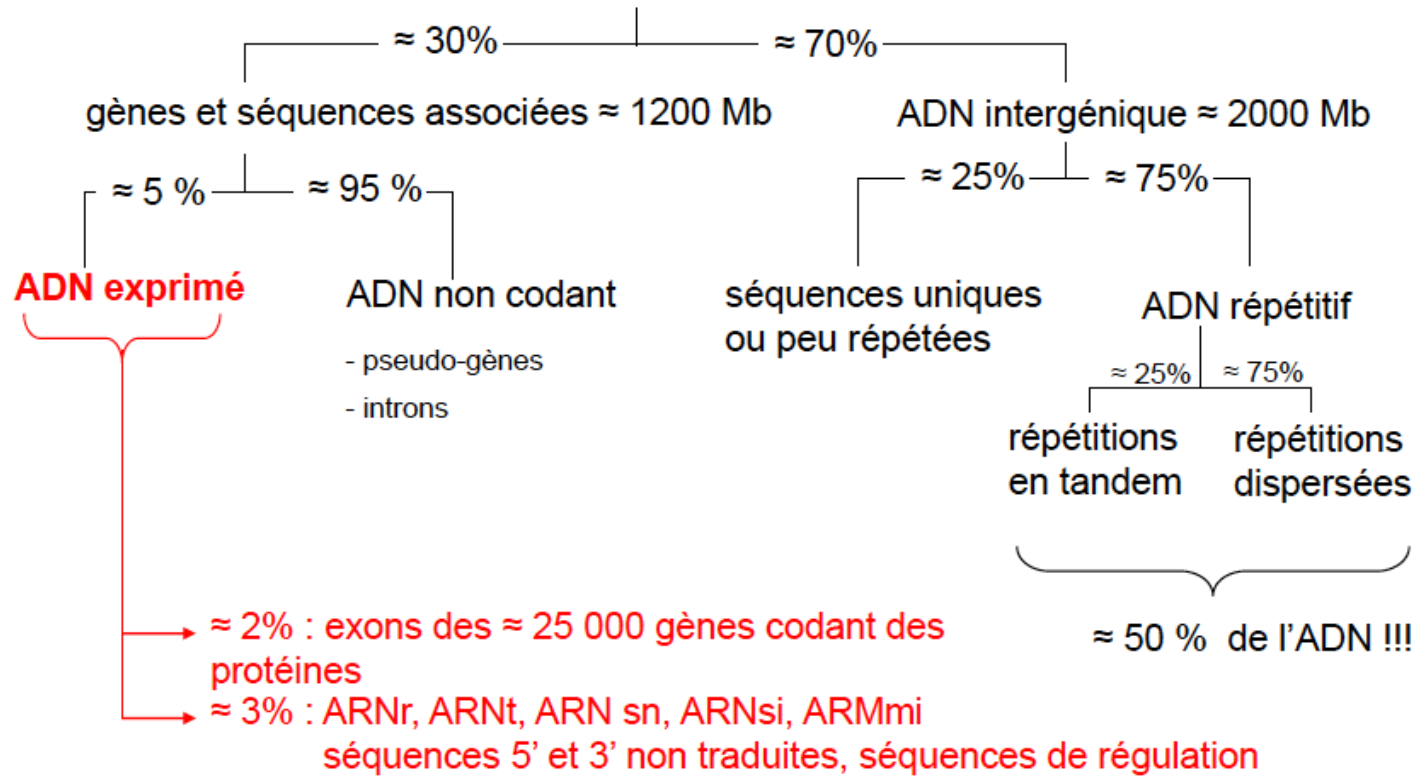 ≈ 30%
≈ 70%
gènes et séquences associées ≈ 1200 Mb
ADN intergénique ≈ 2000 Mb
≈ 5 %
≈ 95 %
≈ 25%
≈ 75%
ADN exprimé
ADN non codant
- pseudo-gènes
- introns
séquences uniques
ou peu répétées
ADN répétitif
≈ 25%
≈ 75%
répétitions
en tandem
répétitions
dispersées
≈ 50 % de l'ADN !!!
≈ 2% : exons des ≈ 25 000 gènes codant des
protéines
≈ 3% : ARNr, ARNt, ARN sn, ARNsi, ARMmi
séquences 5' et 3' non traduites, séquences de régulation